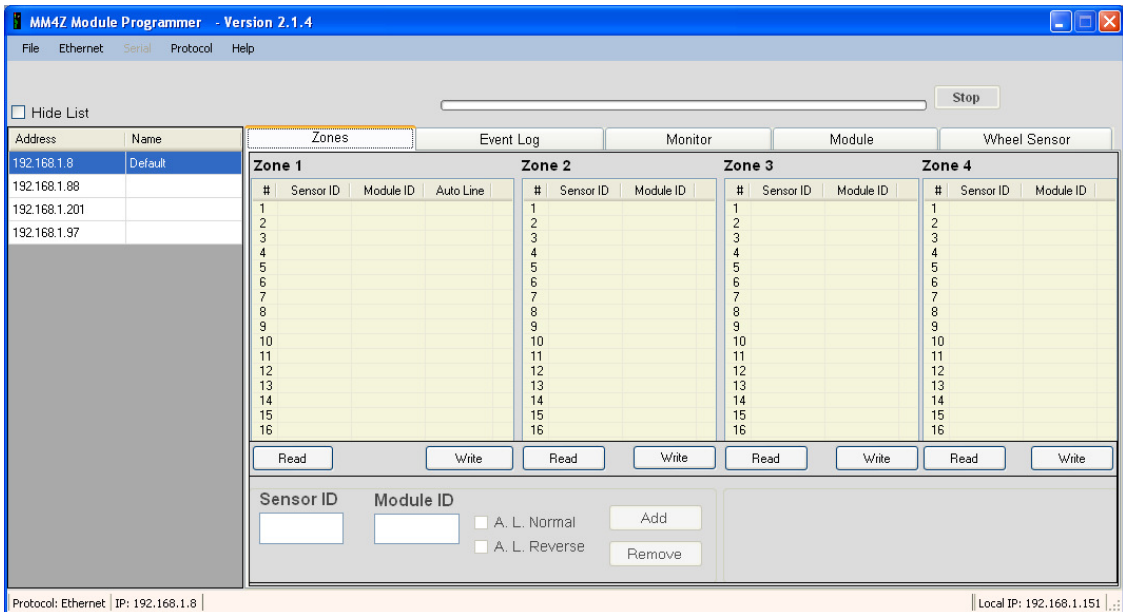 MM4Z Module Programmer - Version 2.1.4
File Ethernet Serial Protocol Help
Stop
Hide List
Address Name
192.168.1.8 Default
192.168.1.88
192.168.1.201
192.168.1.97
Zones Event Log Monitor Module Wheel Sensor
Zone 1 Zone 2 Zone 3 Zone 4
# Sensor ID Module ID Auto Line # Sensor ID Module ID # Sensor ID Module ID # Sensor ID Module ID
1 1 1 1
2 2 2 2
3 3 3 3
4 4 4 4
5 5 5 5
6 6 6 6
7 7 7 7
8 8 8 8
9 9 9 9
10 10 10 10
11 11 11 11
12 12 12 12
13 13 13 13
14 14 14 14
15 15 15 15
16 16 16 16
Read Write Read Write Read Write Read Write
Sensor ID Module ID
A. L. Normal Add
A. L. Reverse Remove
Protocol: Ethernet IP: 192.168.1.8 Local IP: 192.168.1.151